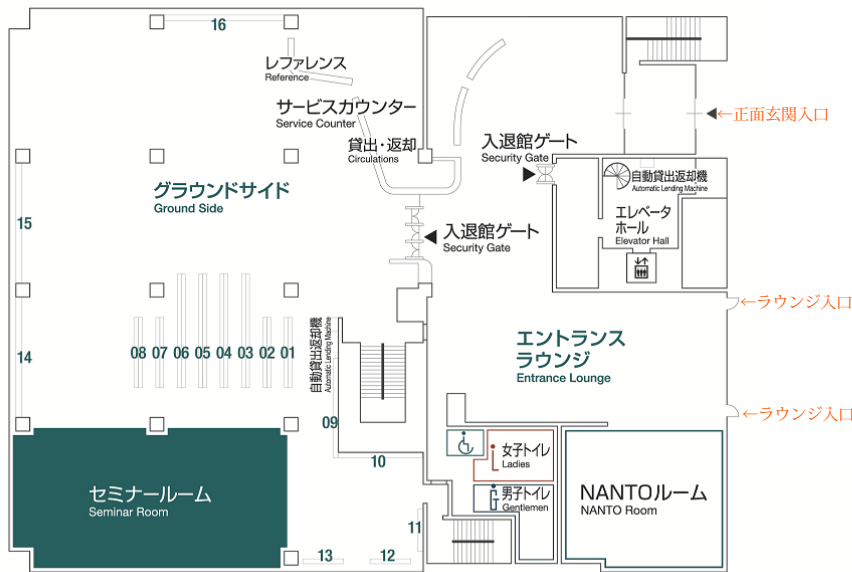 16
レファレンス
Reference
サービスカウンター
Service Counter
貸出・返却
Circulations
←正面玄関入口
入退館ゲート
Security Gate
自動貸出返却機
Automatic Lending Machine
グラウンドサイド
Ground Side
エレベータ
ホール
Elevator Hall
15
入退館ゲート
Security Gate
←ラウンジ入口
エントランス
ラウンジ
Entrance Lounge
自動貸出返却機
Automatic Lending Machine
14
08 07 06 05 04 03 02 01
←ラウンジ入口
09
10
女子トイレ
Ladies
セミナールーム
Seminar Room
男子トイレ
Gentlemen
NANTOルーム
NANTO Room
11
13
12